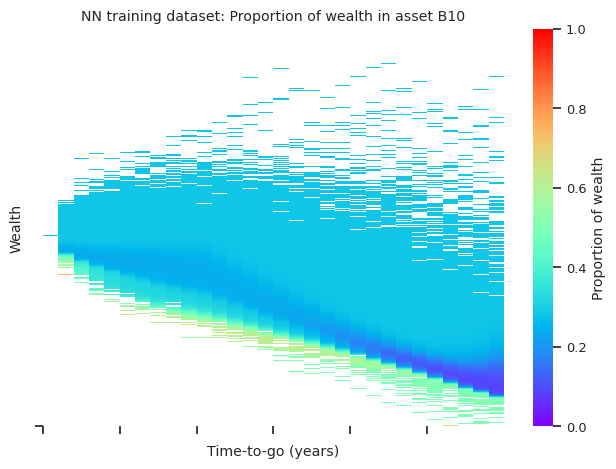 NN training dataset: Proportion of wealth in asset B10
Wealth
Time-to-go (years)
1.0
0.8
0.6
0.4
0.2
0.0
Proportion of wealth